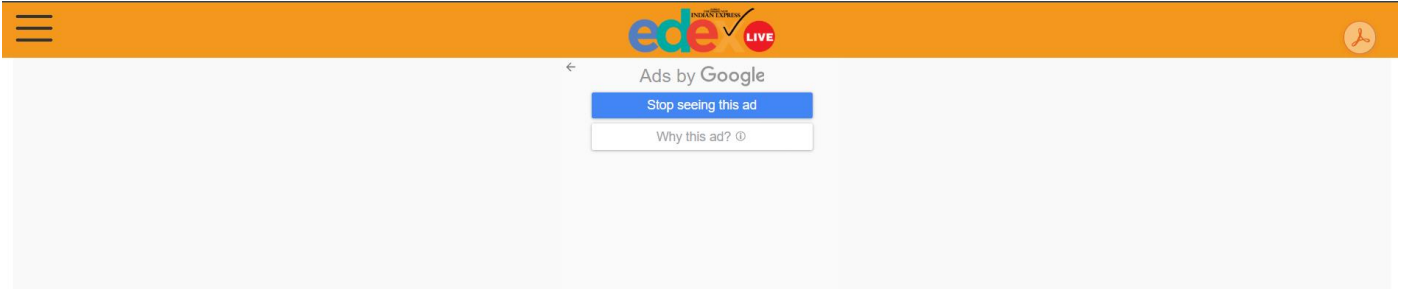 INDIAN EXPRESS
edex LIVE
Ads by Google
Stop seeing this ad
Why this ad?